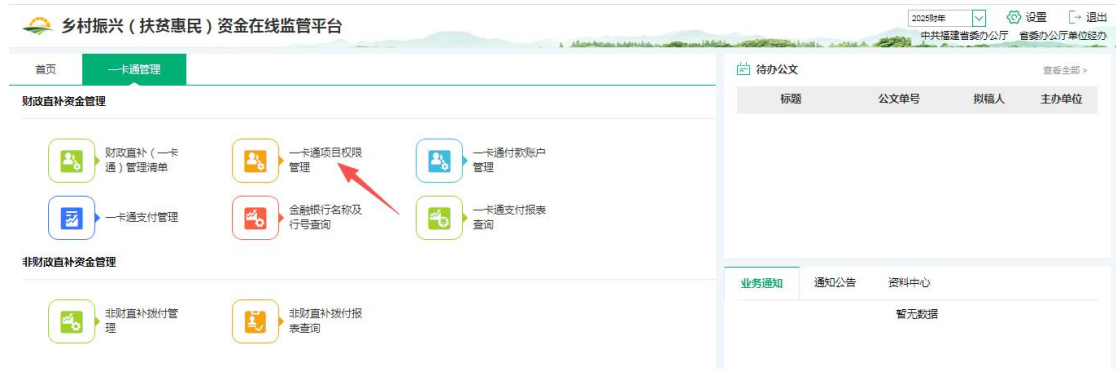 乡村振兴（扶贫惠民）资金在线监管平台
2025财年
设置
退出
中共福建省委办公厅 省委办公厅单位经办
首页
一卡通管理
财政直补资金管理
财政直补（一卡
通）管理清单
一卡通项目权限
管理
一卡通付款账户
管理
一卡通支付管理
金融银行名称及
行号查询
一卡通支付报表
查询
非财政直补资金管理
非财直补拨付管
理
非财直补拨付报
表查询
待办公文
查看全部 >
标题 公文单号 拟稿人 主办单位
业务通知 通知公告 资料中心
暂无数据